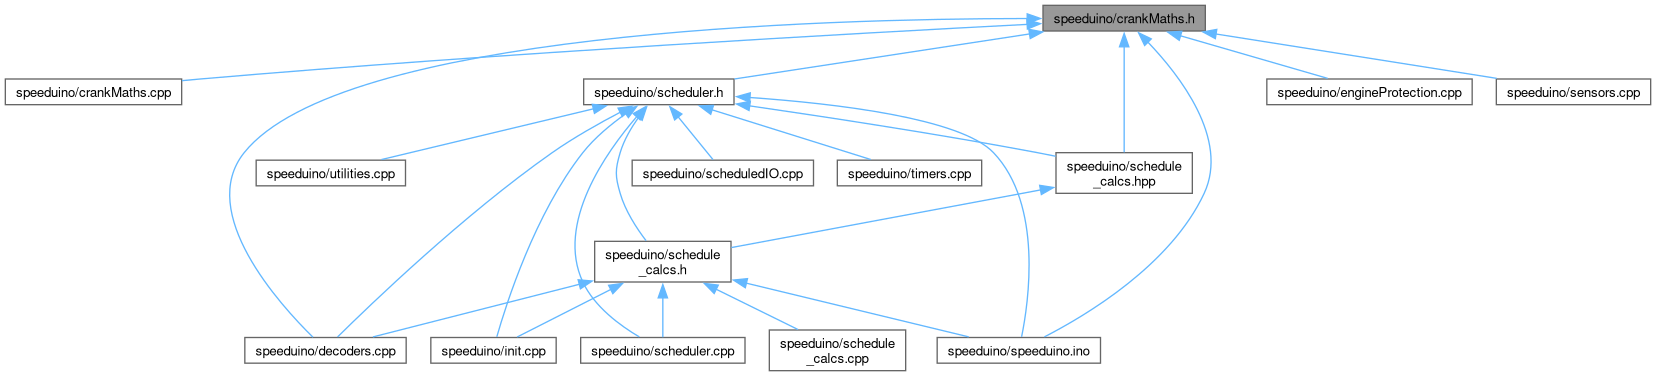 speeduino/crankMaths.h
speeduino/crankMaths.cpp
speeduino/scheduler.h
speeduino/engineProtection.cpp
speeduino/sensors.cpp
speeduino/utilities.cpp
speeduino/scheduledIO.cpp
speeduino/timers.cpp
speeduino/schedule
_calcs.hpp
speeduino/schedule
_calcs.h
speeduino/decoders.cpp
speeduino/init.cpp
speeduino/scheduler.cpp
speeduino/schedule
_calcs.cpp
speeduino/speeduino.ino